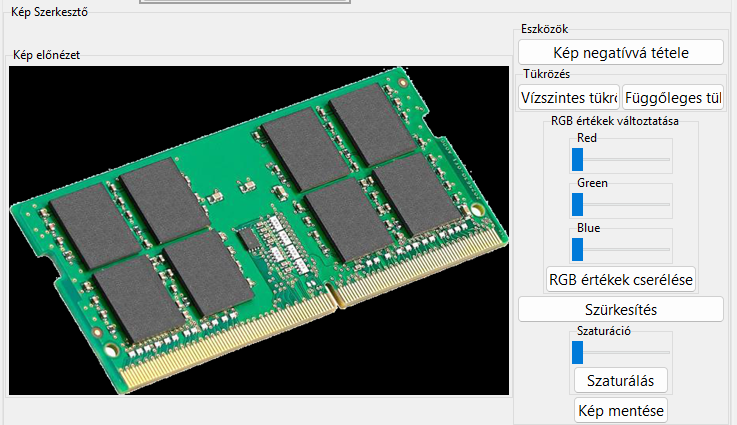 Kép Szerkesztő
Kép előnézet
Eszközök
Kép negatívvá tétele
Tükrözés
Vízszintes tükrö
Függőleges tül
RGB értékek változtatása
Red
Green
Blue
RGB értékek cserélése
Szürkesítés
Szaturáció
Szaturálás
Kép mentése